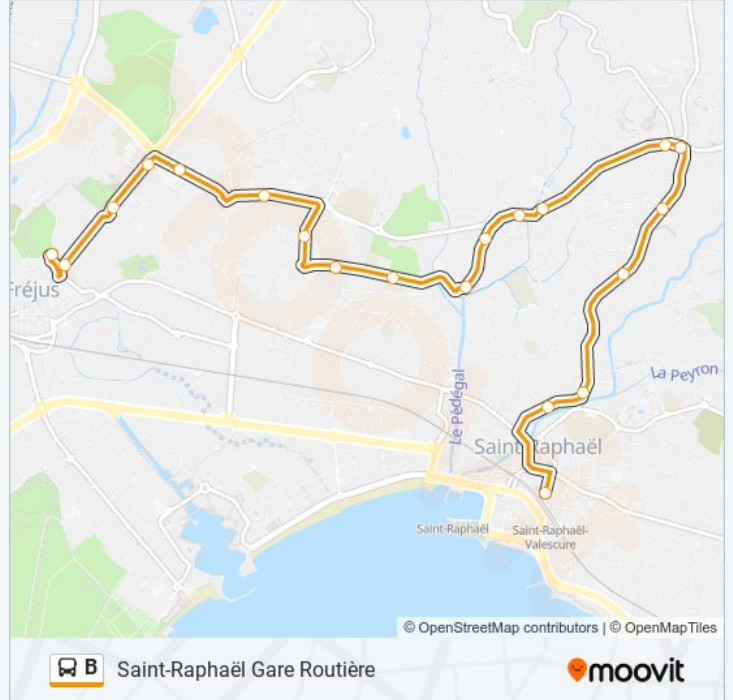 Fréjus
La Peyron
Le Pédégal
Saint-Raphaël
Saint-Raphaël
Saint-Raphaël-
Valescure
© OpenStreetMap contributors | © OpenMapTiles
B Saint-Raphaël Gare Routière
moovit